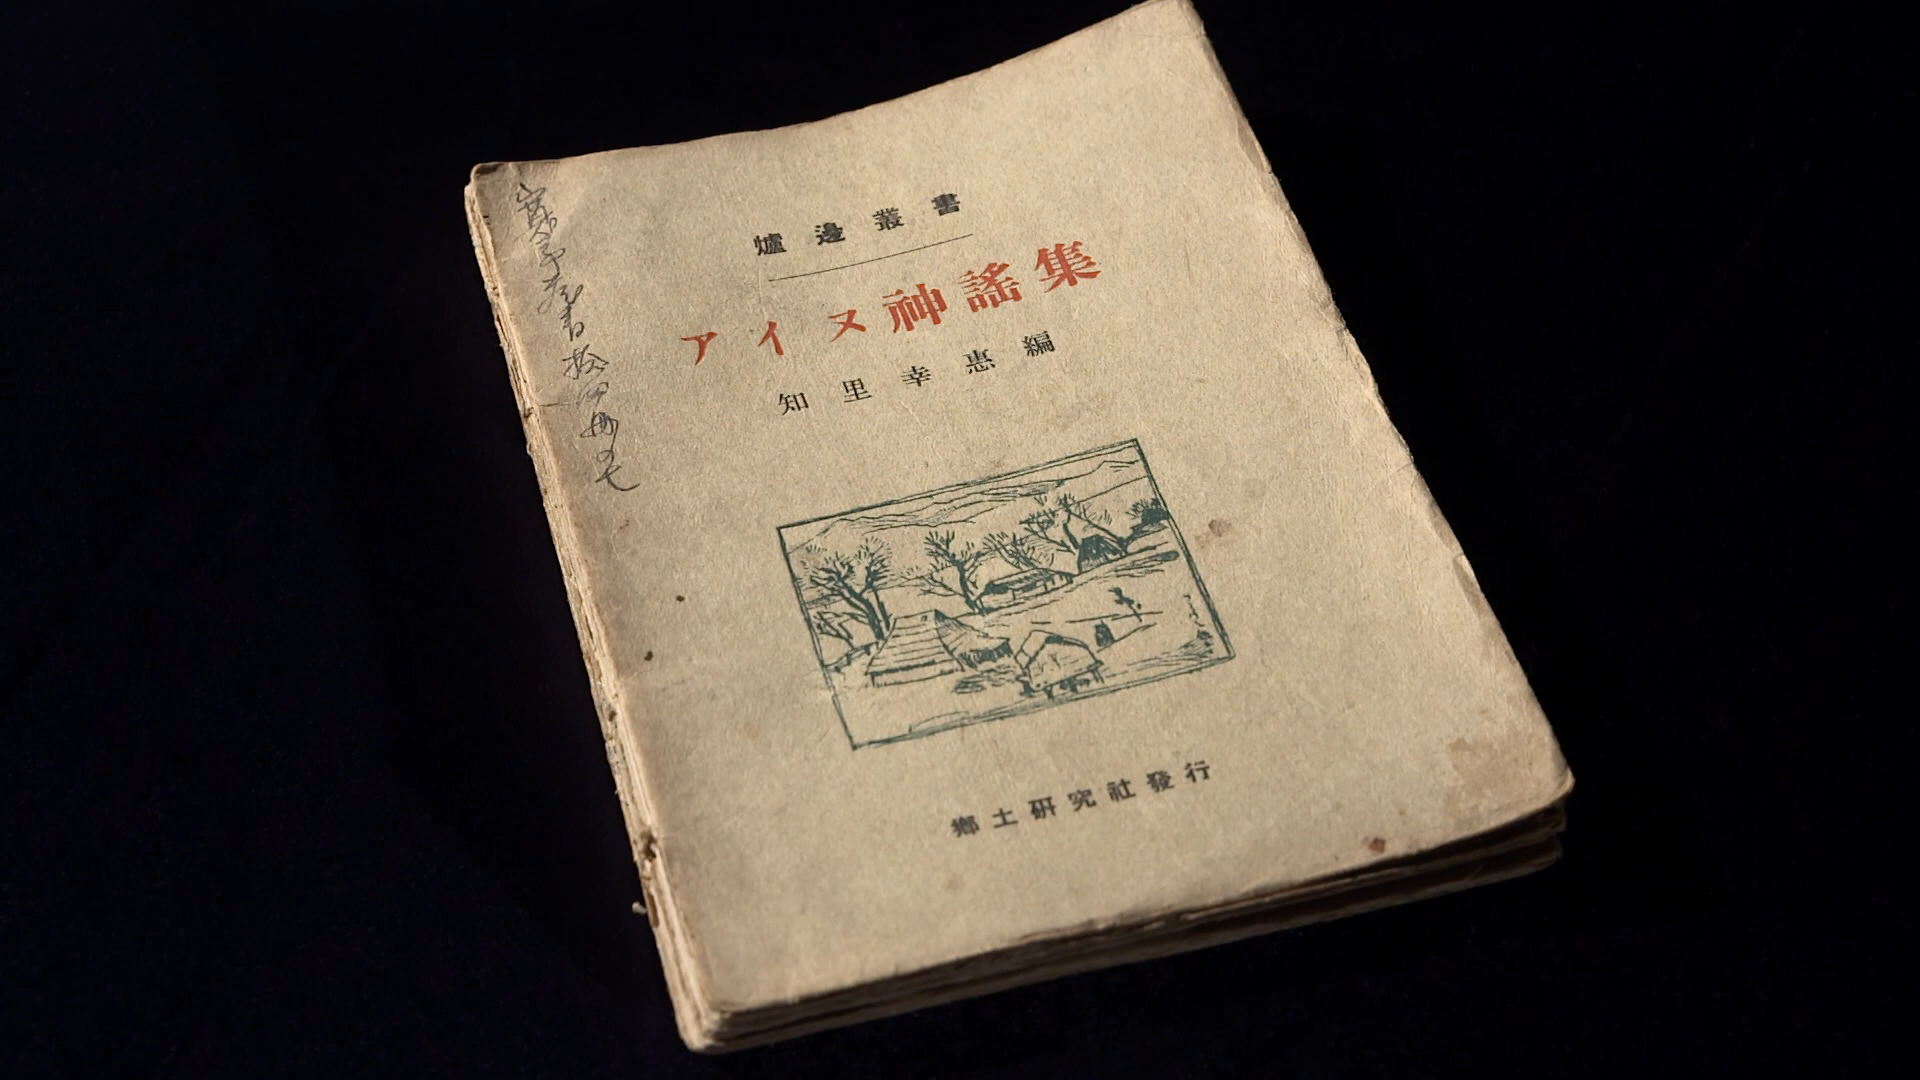 爐邊叢書
アイヌ神謠集
知里幸惠編
鄕土硏究社發行